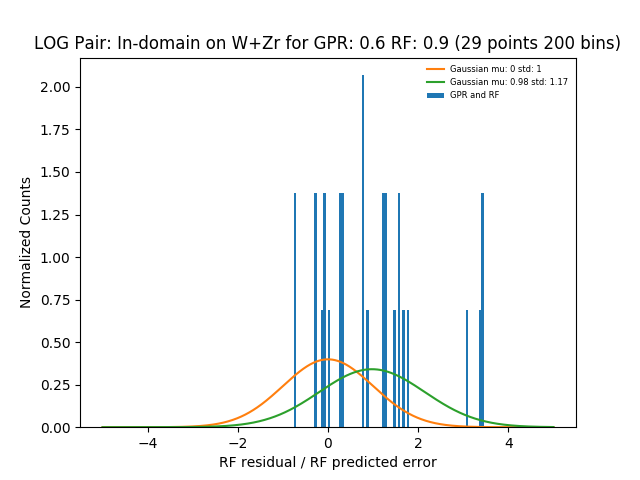 LOG Pair: In-domain on W+Zr for GPR: 0.6 RF: 0.9 (29 points 200 bins)
Gaussian mu: 0 std: 1
Gaussian mu: 0.98 std: 1.17
GPR and RF
Normalized Counts
2.00
1.75
1.50
1.25
1.00
0.75
0.50
0.25
0.00
−4
−2
0
2
4
RF residual / RF predicted error